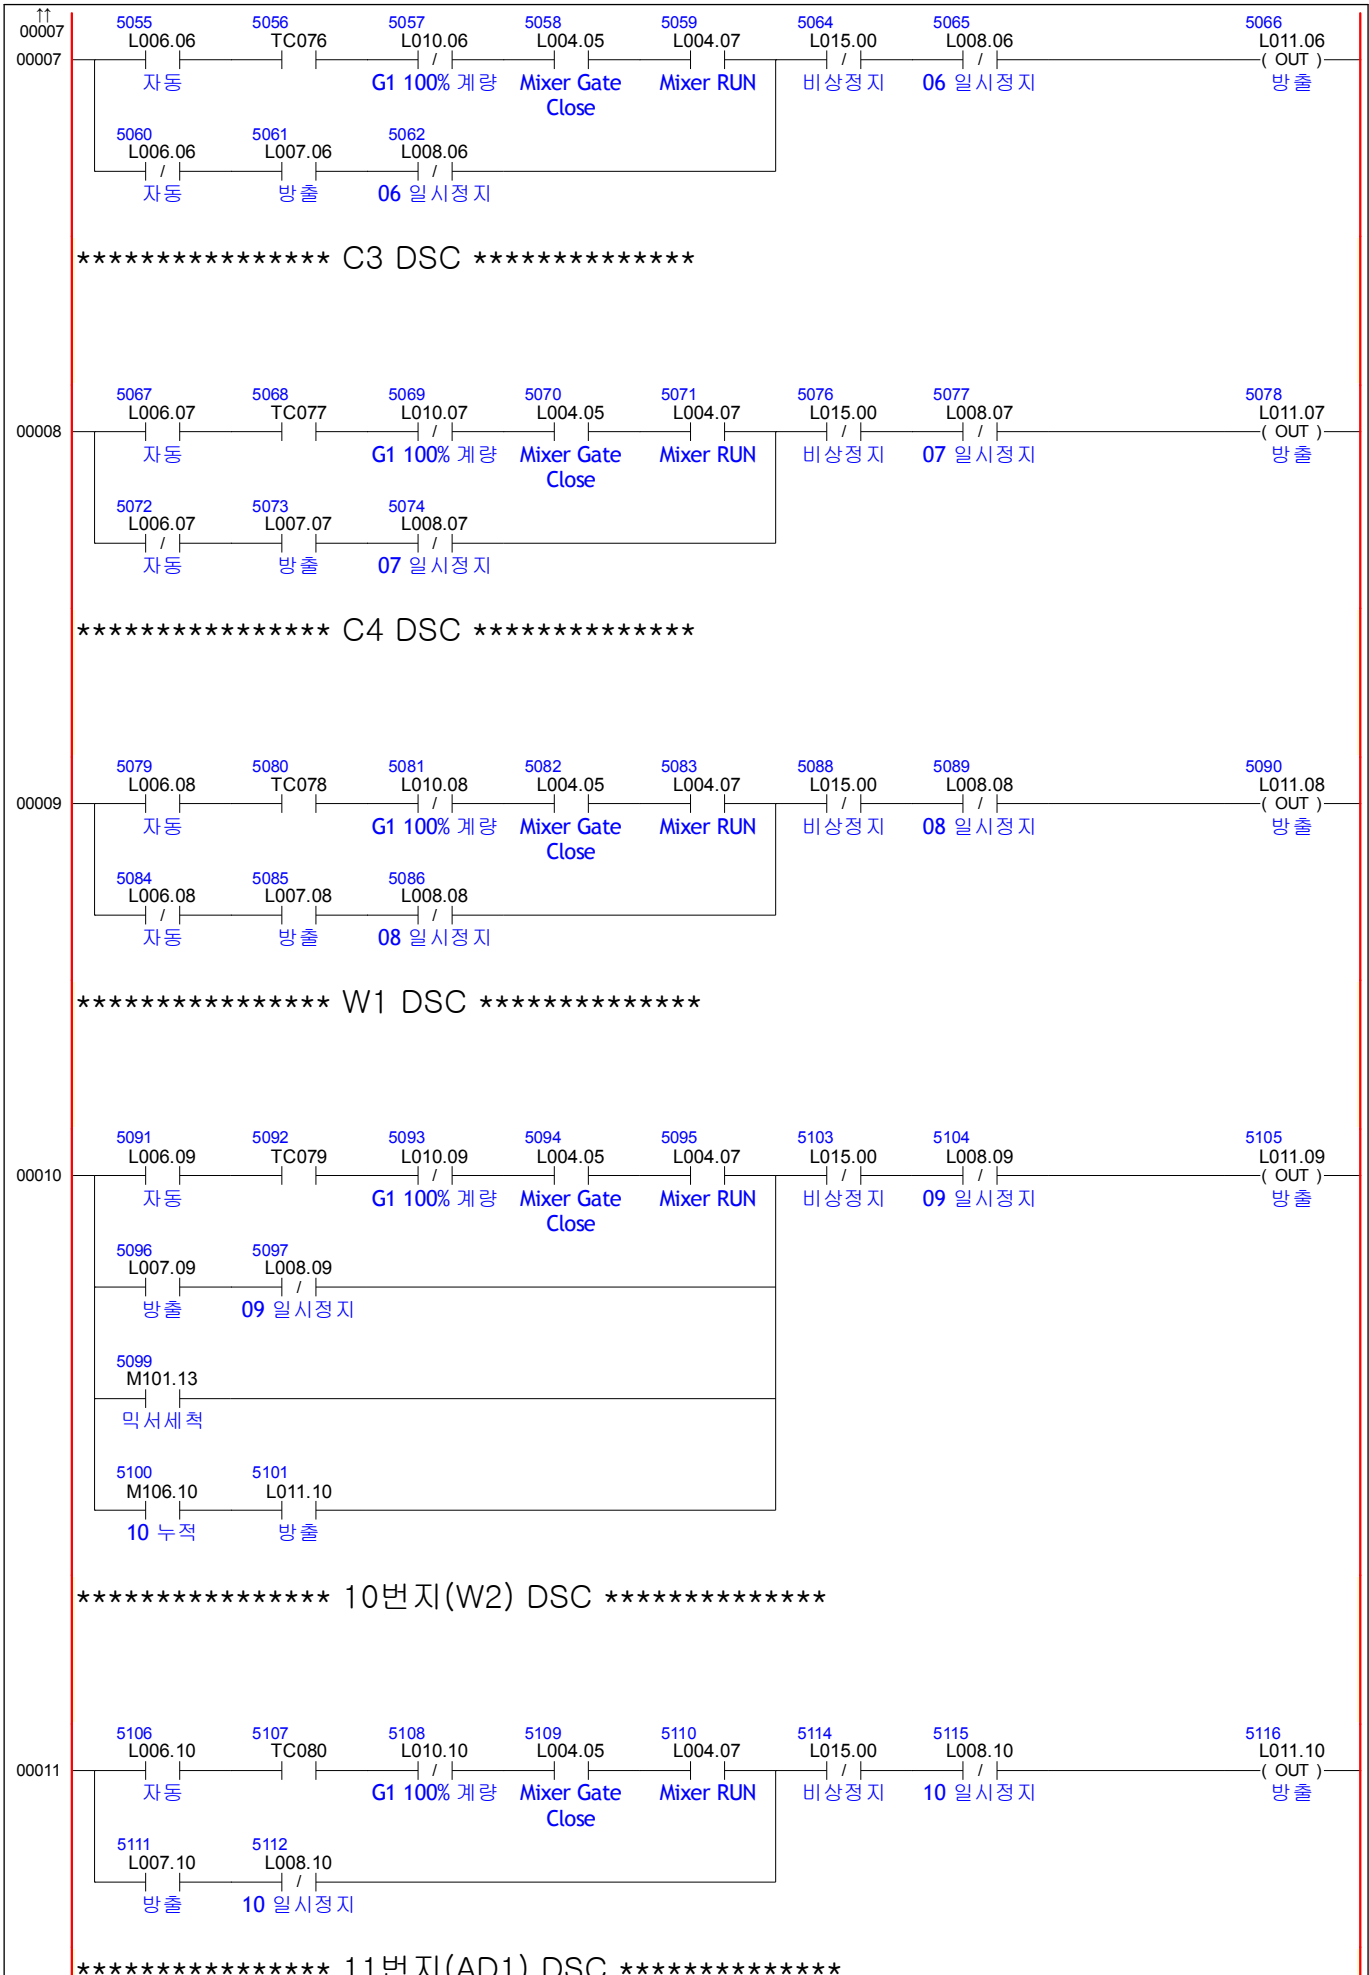 ↑↑
00007
5055 5056 5057 5058 5059 5064 5065 5066
L006.06 TC076 L010.06 L004.05 L004.07 L015.00 L008.06 L011.06
00007 / / / ( OUT )
자동 G1 100% 계량 Mixer Gate Mixer RUN 비상정지 06 일시정지 방출
Close
5060 5061 5062
L006.06 L007.06 L008.06
/ /
자동 방출 06 일시정지
**************** C3 DSC **************
5067 5068 5069 5070 5071 5076 5077 5078
L006.07 TC077 L010.07 L004.05 L004.07 L015.00 L008.07 L011.07
00008 / / / ( OUT )
자동 G1 100% 계량 Mixer Gate Mixer RUN 비상정지 07 일시정지 방출
Close
5072 5073 5074
L006.07 L007.07 L008.07
/ /
자동 방출 07 일시정지
**************** C4 DSC **************
5079 5080 5081 5082 5083 5088 5089 5090
L006.08 TC078 L010.08 L004.05 L004.07 L015.00 L008.08 L011.08
00009 / / / ( OUT )
자동 G1 100% 계량 Mixer Gate Mixer RUN 비상정지 08 일시정지 방출
Close
5084 5085 5086
L006.08 L007.08 L008.08
/ /
자동 방출 08 일시정지
**************** W1 DSC **************
5091 5092 5093 5094 5095 5103 5104 5105
L006.09 TC079 L010.09 L004.05 L004.07 L015.00 L008.09 L011.09
00010 / / / ( OUT )
자동 G1 100% 계량 Mixer Gate Mixer RUN 비상정지 09 일시정지 방출
Close
5096 5097
L007.09 L008.09
/
방출 09 일시정지
5099
M101.13
믹서세척
5100 5101
M106.10 L011.10
10 누적 방출
**************** 10번지(W2) DSC **************
5106 5107 5108 5109 5110 5114 5115 5116
L006.10 TC080 L010.10 L004.05 L004.07 L015.00 L008.10 L011.10
00011 / / / ( OUT )
자동 G1 100% 계량 Mixer Gate Mixer RUN 비상정지 10 일시정지 방출
Close
5111 5112
L007.10 L008.10
/
방출 10 일시정지
**************** 11번지(AD1) DSC **************